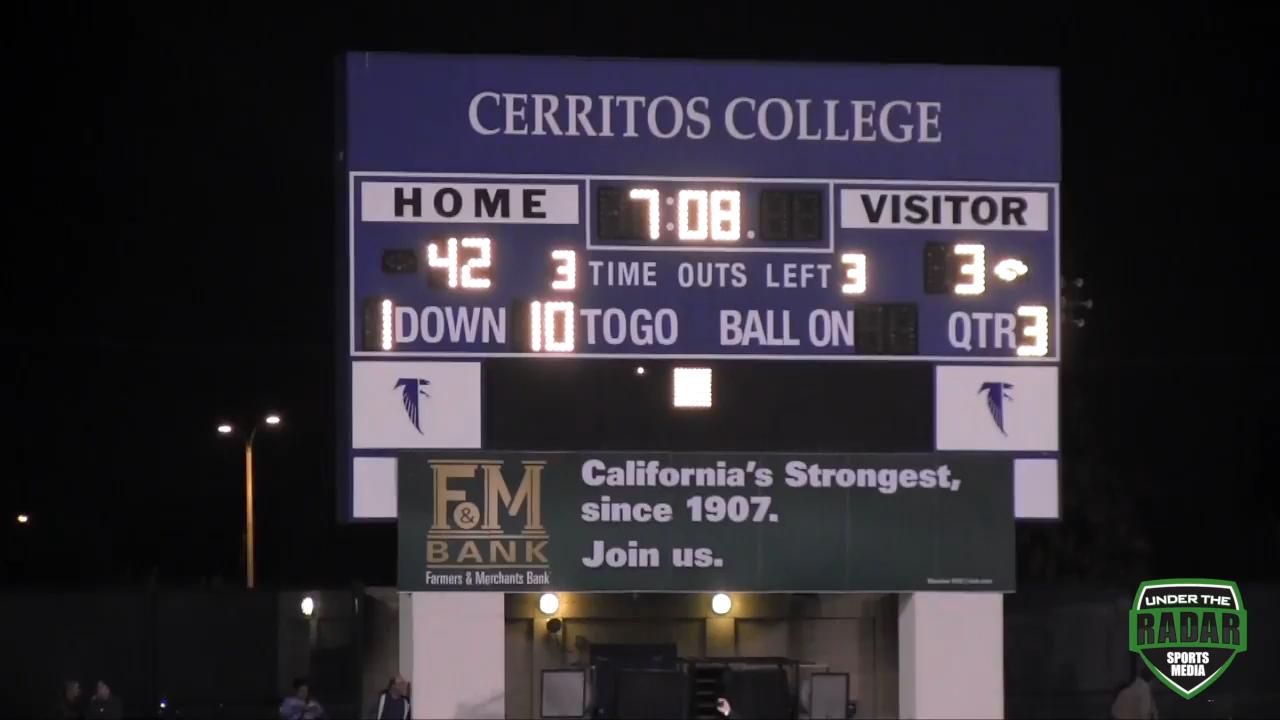 CERRITOS COLLEGE
HOME 7:08. VISITOR
42 3 TIME OUTS LEFT 3 3
1 DOWN 10 TO GO BALL ON QTR 3
F&M
BANK
Farmers & Merchants Bank
California's Strongest,
since 1907.
Join us.
UNDER THE
RADAR
SPORTS
MEDIA